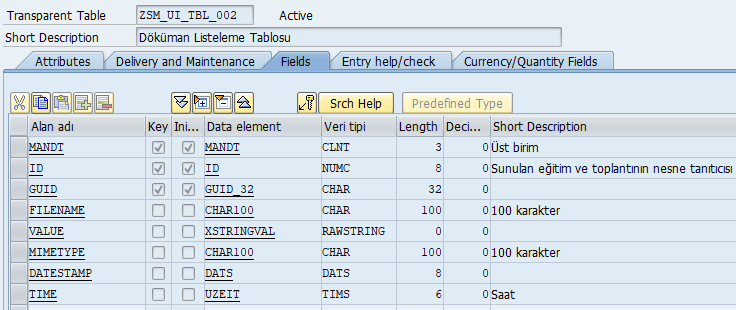 Transparent Table ZSM_UI_TBL_002 Active
Short Description Döküman Listeleme Tablosu
Attributes Delivery and Maintenance Fields Entry help/check Currency/Quantity Fields
Srch Help Predefined Type
Alan adı Key Ini... Data element Veri tipi Length Deci... Short Description
MANDT MANDT CLNT 3 0 Üst birim
ID ID NUMC 8 0 Sunulan eğitim ve toplantının nesne tanıtıcısı
GUID GUID_32 CHAR 32 0
FILENAME CHAR100 CHAR 100 0 100 karakter
VALUE XSTRINGVAL RAWSTRING 0 0
MIMETYPE CHAR100 CHAR 100 0 100 karakter
DATESTAMP DATS DATS 8 0
TIME UZEIT TIMS 6 0 Saat